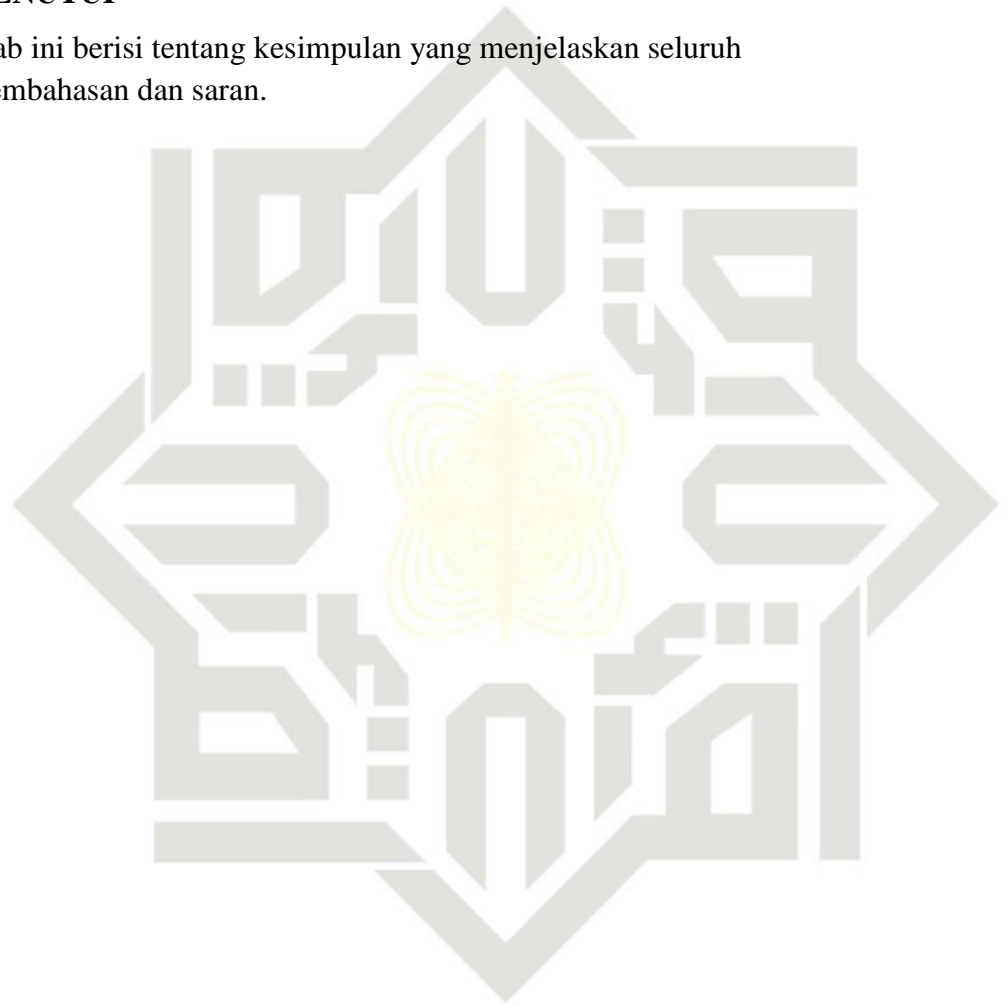 ENUTUP
ab ini berisi tentang kesimpulan yang menjelaskan seluruh
embahasan dan saran.